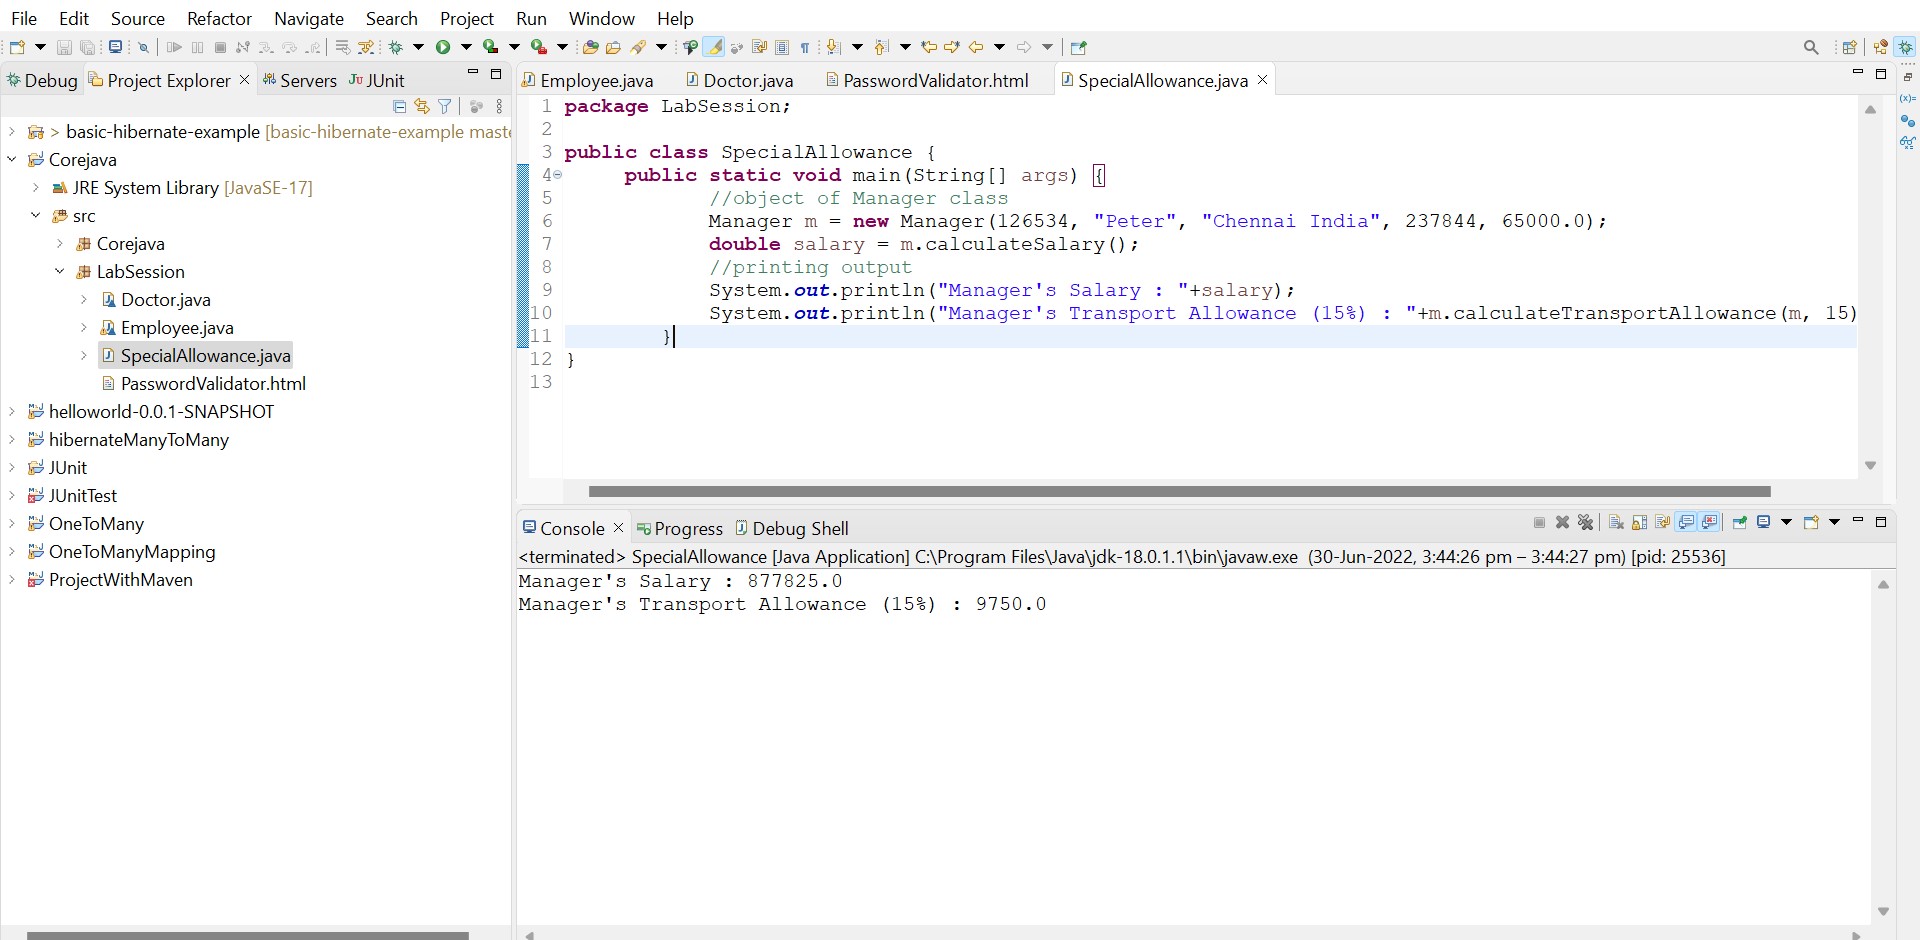 File Edit Source Refactor Navigate Search Project Run Window Help
Debug Project Explorer Servers JUnit
> basic-hibernate-example [basic-hibernate-example maste
Corejava
JRE System Library [JavaSE-17]
src
Corejava
LabSession
Doctor.java
Employee.java
SpecialAllowance.java
PasswordValidator.html
helloworld-0.0.1-SNAPSHOT
hibernateManyToMany
JUnit
JUnitTest
OneToMany
OneToManyMapping
ProjectWithMaven
Employee.java Doctor.java PasswordValidator.html SpecialAllowance.java
1 package LabSession;
2
3 public class SpecialAllowance {
4 public static void main(String[] args) {
5 //object of Manager class
6 Manager m = new Manager(126534, "Peter", "Chennai India", 237844, 65000.0);
7 double salary = m.calculateSalary();
8 //printing output
9 System.out.println("Manager's Salary : "+salary);
10 System.out.println("Manager's Transport Allowance (15%) : "+m.calculateTransportAllowance(m, 15)
11 }
12 }
13
Console Progress Debug Shell
<terminated> SpecialAllowance [Java Application] C:\Program Files\Java\jdk-18.0.1.1\bin\javaw.exe (30-Jun-2022, 3:44:26 pm – 3:44:27 pm) [pid: 25536]
Manager's Salary : 877825.0
Manager's Transport Allowance (15%) : 9750.0